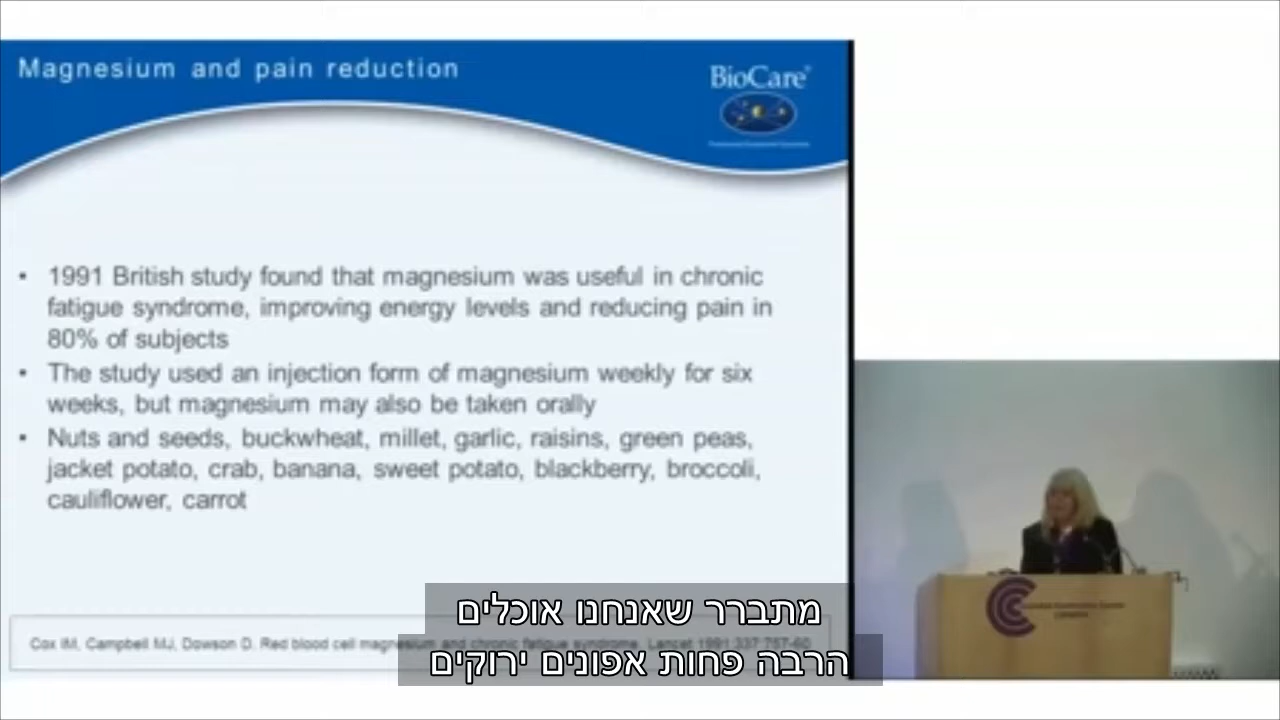 Magnesium and pain reduction
BioCare
• 1991 British study found that magnesium was useful in chronic
fatigue syndrome, improving energy levels and reducing pain in
80% of subjects
• The study used an injection form of magnesium weekly for six
weeks, but magnesium may also be taken orally
• Nuts and seeds, buckwheat, millet, garlic, raisins, green peas,
jacket potato, crab, banana, sweet potato, blackberry, broccoli,
cauliflower, carrot
Cox IM, Campbell MJ, Dowson D. Red blood cell magnesium and chronic fatigue syndrome. Lancet 1991;337:757-60.
מתברר שאנחנו אוכלים
הרבה פחות אפונים ירוקים